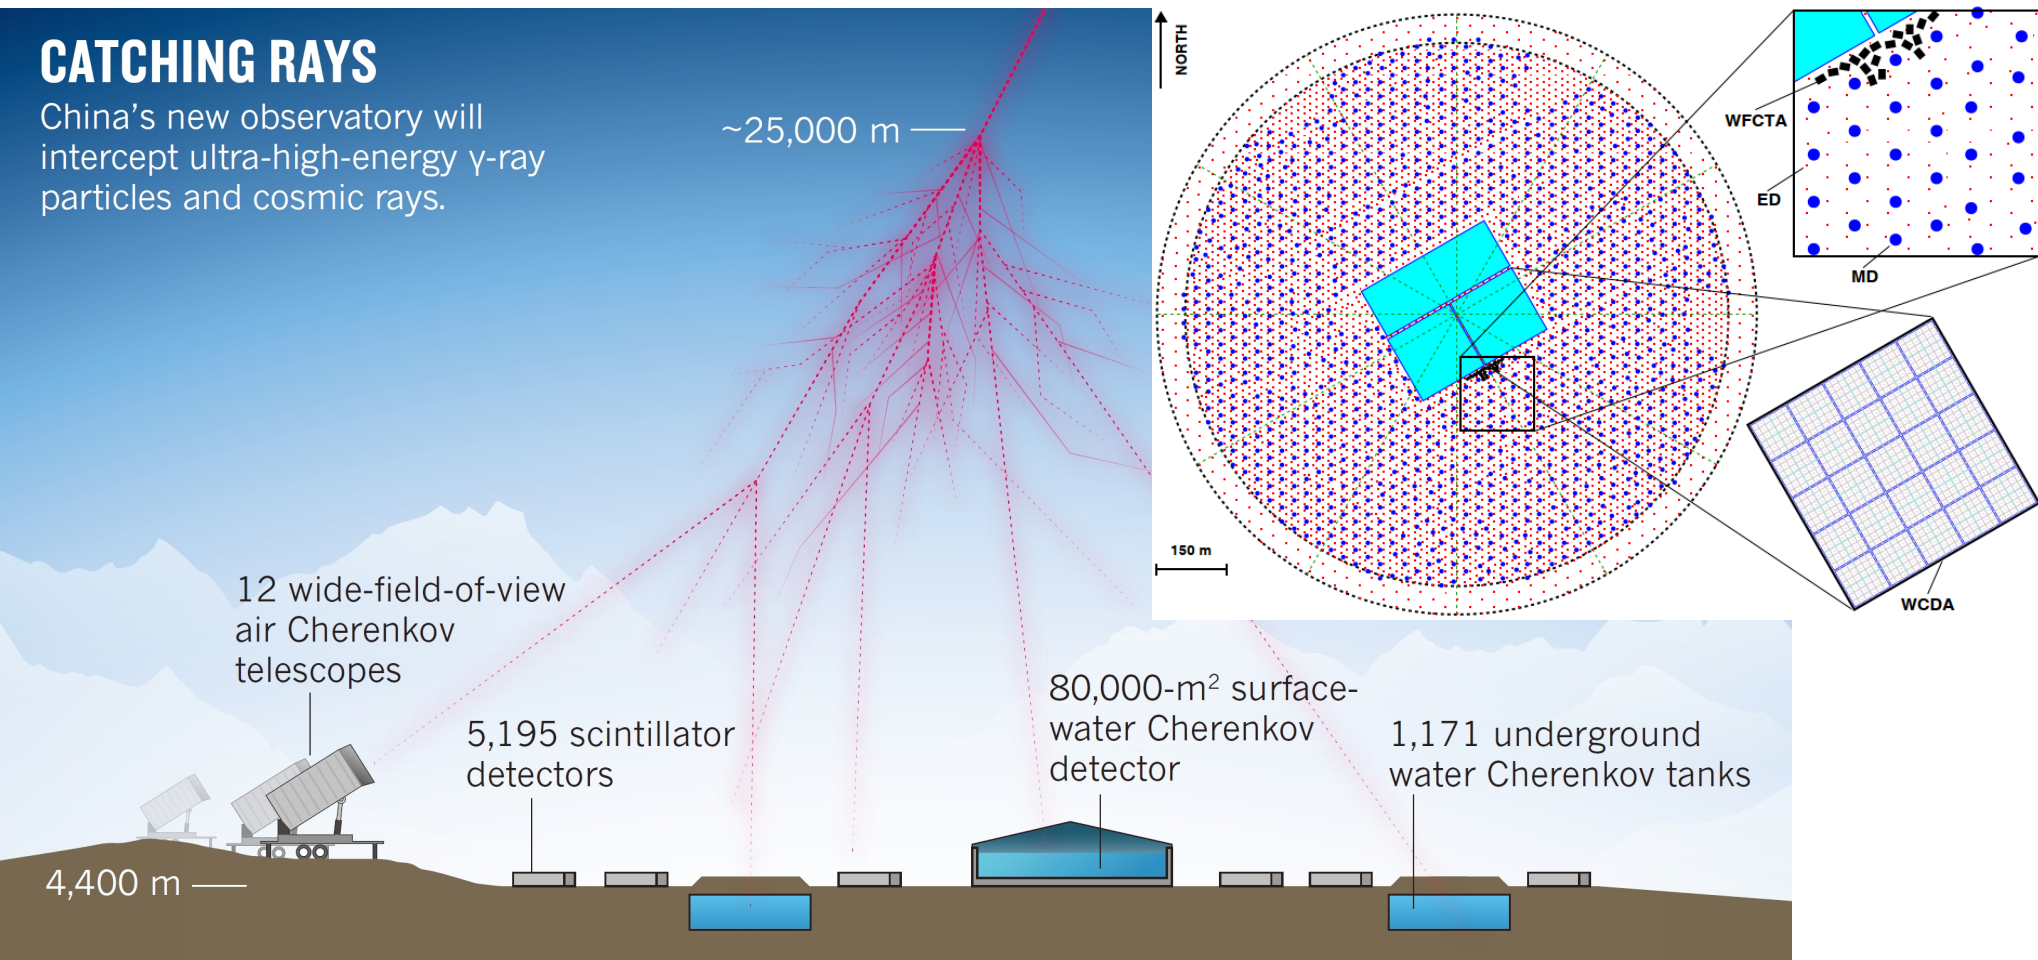 CATCHING RAYS
China's new observatory will
intercept ultra-high-energy γ-ray
particles and cosmic rays.
~25,000 m
12 wide-field-of-view
air Cherenkov
telescopes
5,195 scintillator
detectors
80,000-m² surface-
water Cherenkov
detector
1,171 underground
water Cherenkov tanks
4,400 m
NORTH
150 m
WFCTA
ED
MD
WCDA